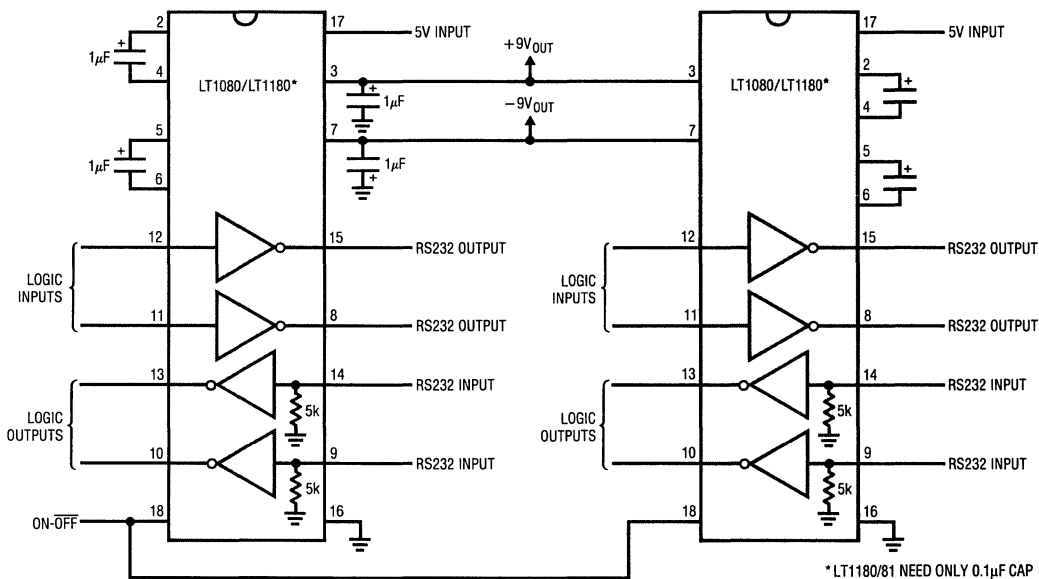 2
17
5V INPUT
+
1µF
4
LT1080/LT1180*
3
+9VOUT
+
1µF
−9VOUT
5
7
+
1µF
6
1µF
+
12
15
RS232 OUTPUT
LOGIC
INPUTS
11
8
RS232 OUTPUT
13
14
RS232 INPUT
5k
LOGIC
OUTPUTS
10
9
RS232 INPUT
5k
ON-OFF
18
16
17
5V INPUT
3
LT1080/LT1180*
2
+
4
7
5
+
6
12
15
RS232 OUTPUT
LOGIC
INPUTS
11
8
RS232 OUTPUT
13
14
RS232 INPUT
5k
LOGIC
OUTPUTS
10
9
RS232 INPUT
5k
18
16
* LT1180/81 NEED ONLY 0.1µF CAP